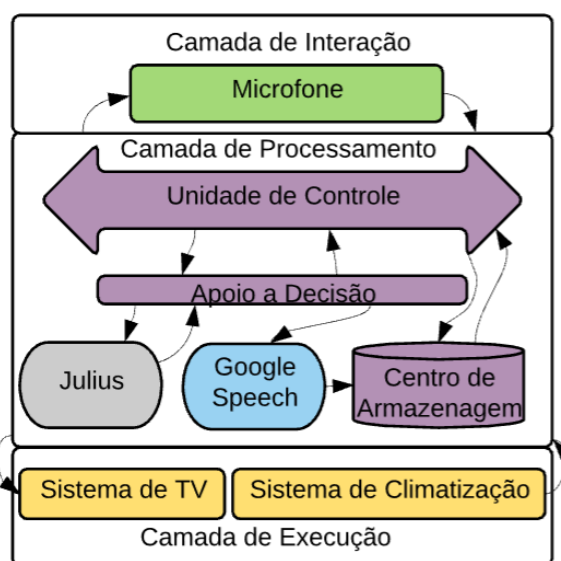 Camada de Interação
Microfone
Camada de Processamento
Unidade de Controle
Apoio a Decisão
Julius
Google
Speech
Centro de
Armazenagem
Sistema de TV
Sistema de Climatização
Camada de Execução